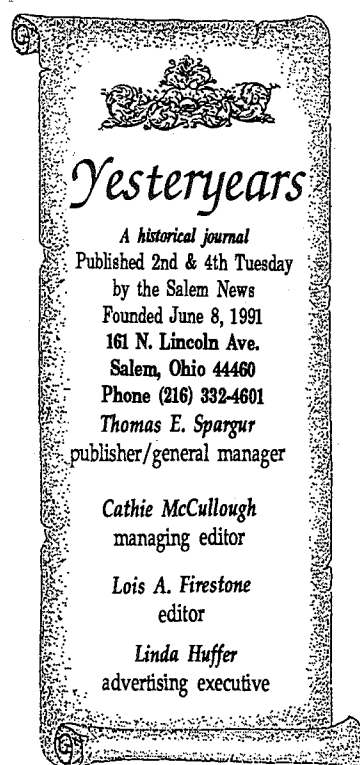 Yesteryears
A historical journal
Published 2nd & 4th Tuesday
by the Salem News
Founded June 8, 1991
161 N. Lincoln Ave.
Salem, Ohio 44460
Phone (216) 332-4601
Thomas E. Spargur
publisher/general manager
Cathie McCullough
managing editor
Lois A. Firestone
editor
Linda Huffer
advertising executive